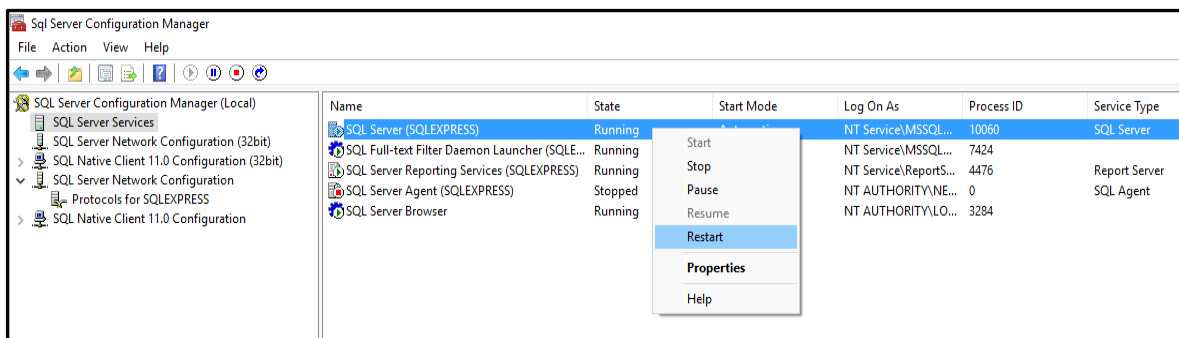 Sql Server Configuration Manager
File Action View Help
SQL Server Configuration Manager (Local)
SQL Server Services
SQL Server Network Configuration (32bit)
SQL Native Client 11.0 Configuration (32bit)
SQL Server Network Configuration
Protocols for SQLEXPRESS
SQL Native Client 11.0 Configuration
Name State Start Mode Log On As Process ID Service Type
SQL Server (SQLEXPRESS) Running NT Service\MSSQL... 10060 SQL Server
SQL Full-text Filter Daemon Launcher (SQLE... Running NT Service\MSSQL... 7424
SQL Server Reporting Services (SQLEXPRESS) Running NT Service\ReportS... 4476 Report Server
SQL Server Agent (SQLEXPRESS) Stopped NT AUTHORITY\NE... 0 SQL Agent
SQL Server Browser Running NT AUTHORITY\LO... 3284
Start
Stop
Pause
Resume
Restart
Properties
Help